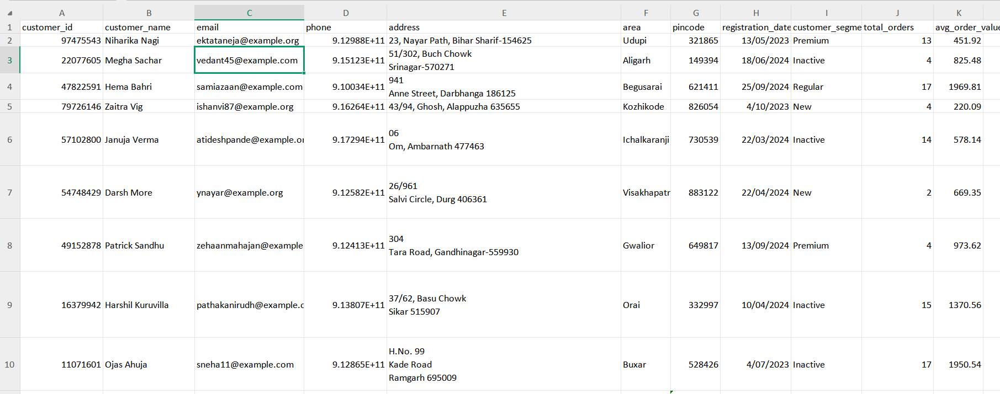 A B C D E F G H I J K
1 customer_id customer_name email phone address area pincode registration_date customer_segme total_orders avg_order_value
2 97475543 Niharika Nagi ektataneja@example.org 9.12988E+11 23, Nayar Path, Bihar Sharif-154625 Udupi 321865 13/05/2023 Premium 13 451.92
51/302, Buch Chowk
3 22077605 Megha Sachar vedant45@example.com 9.15123E+11 Aligarh 149394 18/06/2024 Inactive 4 825.48
Srinagar-570271
941
4 47822591 Hema Bahri samiazaan@example.com 9.10034E+11 Begusarai 621411 25/09/2024 Regular 17 1969.81
Anne Street, Darbhanga 186125
5 79726146 Zaitra Vig ishanvi87@example.org 9.16264E+11 43/94, Ghosh, Alappuzha 635655 Kozhikode 826054 4/10/2023 New 4 220.09
06
6 57102800 Januja Verma atideshpande@example.or 9.17294E+11 Ichalkaranji 730539 22/03/2024 Inactive 14 578.14
Om, Ambarnath 477463
26/961
7 54748429 Darsh More ynayar@example.org 9.12582E+11 Visakhapatr 883122 22/04/2024 New 2 669.35
Salvi Circle, Durg 406361
304
8 49152878 Patrick Sandhu zehaanmahajan@example 9.12413E+11 Gwalior 649817 13/09/2024 Premium 4 973.62
Tara Road, Gandhinagar-559930
37/62, Basu Chowk
9 16379942 Harshil Kuruvilla pathakanirudh@example.c 9.13807E+11 Orai 332997 10/04/2024 Inactive 15 1370.56
Sikar 515907
H.No. 99
10 11071601 Ojas Ahuja sneha11@example.com 9.12865E+11 Kade Road Buxar 528426 4/07/2023 Inactive 17 1950.54
Ramgarh 695009